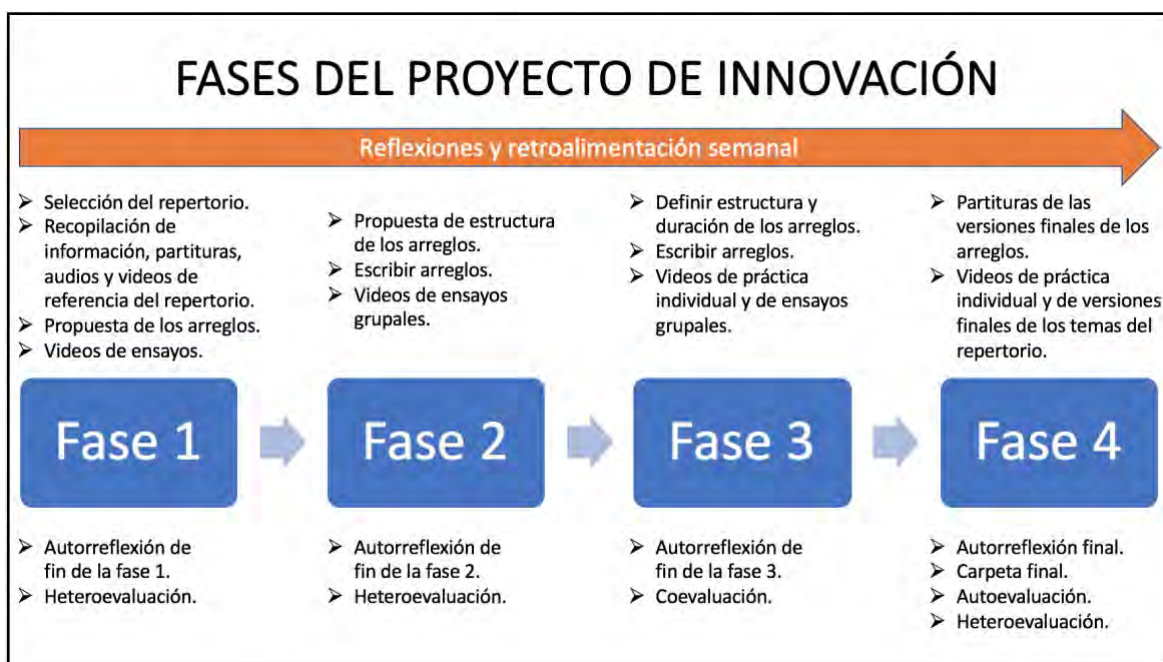 FASES DEL PROYECTO DE INNOVACIÓN
Reflexiones y retroalimentación semanal
➢ Selección del repertorio.
➢ Recopilación de
información, partituras,
audios y videos de
referencia del repertorio.
➢ Propuesta de los arreglos.
➢ Videos de ensayos.
➢ Propuesta de estructura
de los arreglos.
➢ Escribir arreglos.
➢ Videos de ensayos
grupales.
➢ Definir estructura y
duración de los arreglos.
➢ Escribir arreglos.
➢ Videos de práctica
individual y de ensayos
grupales.
➢ Partituras de las
versiones finales de los
arreglos.
➢ Videos de práctica
individual y de versiones
finales de los temas del
repertorio.
Fase 1
Fase 2
Fase 3
Fase 4
➢ Autorreflexión de
fin de la fase 1.
➢ Heteroevaluación.
➢ Autorreflexión de
fin de la fase 2.
➢ Heteroevaluación.
➢ Autorreflexión de
fin de la fase 3.
➢ Coevaluación.
➢ Autorreflexión final.
➢ Carpeta final.
➢ Autoevaluación.
➢ Heteroevaluación.